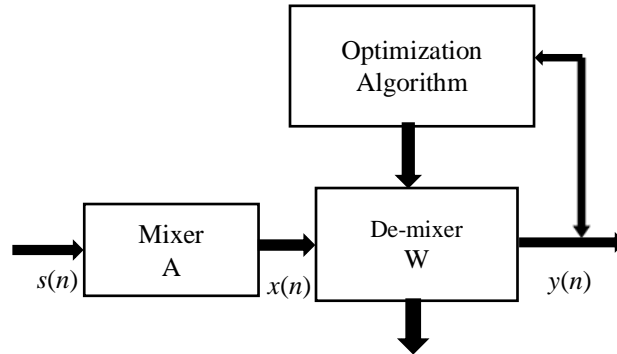 Optimization
Algorithm
Mixer
A
De-mixer
W
s(n)
x(n)
y(n)